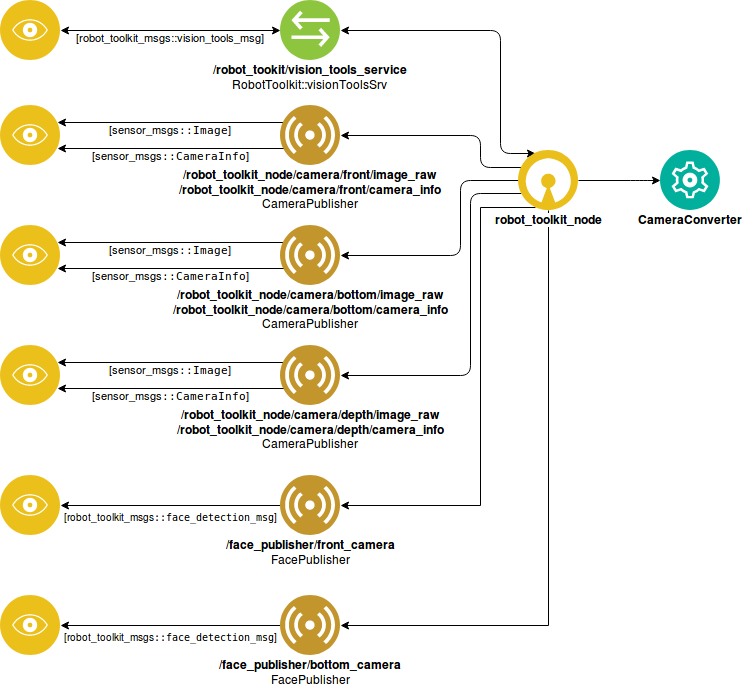 [robot_toolkit_msgs::vision_tools_msg]
/robot_tookit/vision_tools_service
RobotToolkit::visionToolsSrv
[sensor_msgs::Image]
[sensor_msgs::CameraInfo]
/robot_toolkit_node/camera/front/image_raw
/robot_toolkit_node/camera/front/camera_info
CameraPublisher
robot_toolkit_node
CameraConverter
[sensor_msgs::Image]
[sensor_msgs::CameraInfo]
/robot_toolkit_node/camera/bottom/image_raw
/robot_toolkit_node/camera/bottom/camera_info
CameraPublisher
[sensor_msgs::Image]
[sensor_msgs::CameraInfo]
/robot_toolkit_node/camera/depth/image_raw
/robot_toolkit_node/camera/depth/camera_info
CameraPublisher
[robot_toolkit_msgs::face_detection_msg]
/face_publisher/front_camera
FacePublisher
[robot_toolkit_msgs::face_detection_msg]
/face_publisher/bottom_camera
FacePublisher